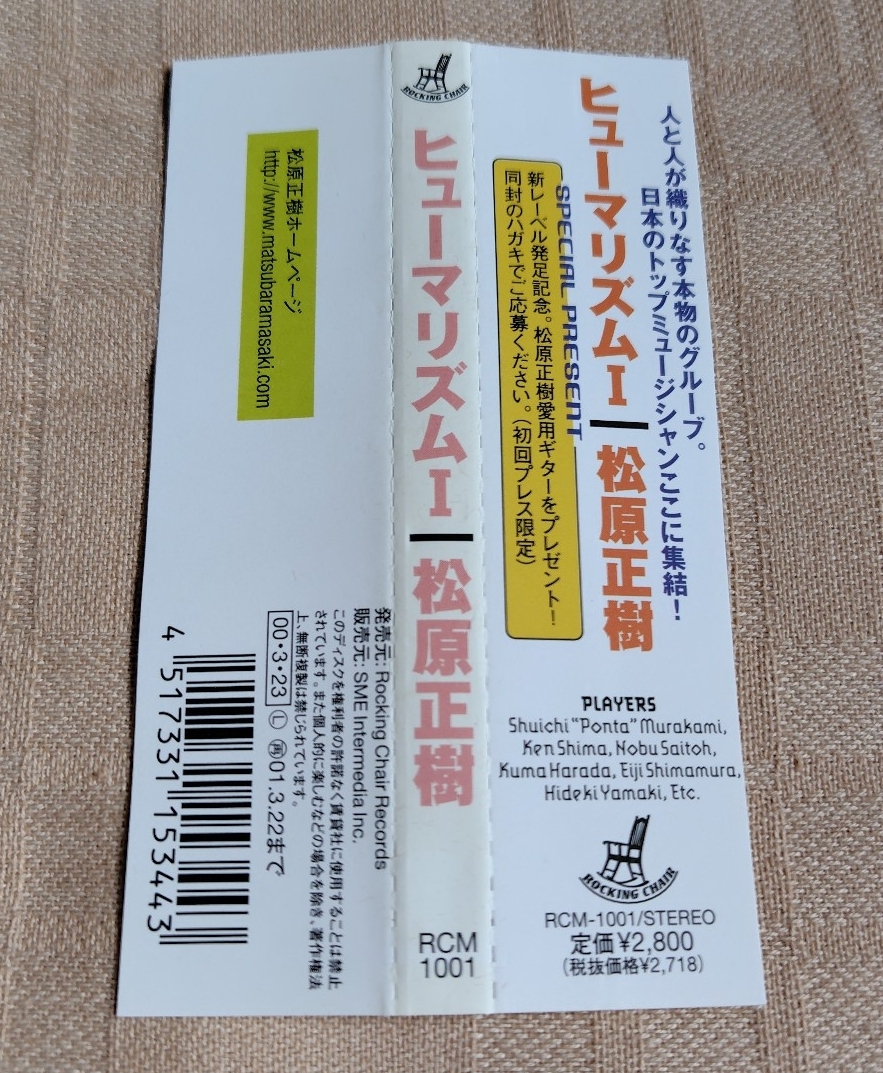 人と人が織りなす本物のグループ。
日本のトップミュージシャンここに集結！
ヒューマリズムI
松原正樹
SPECIAL PRESENT
新レーベル発足記念。松原正樹愛用ギターをプレゼント！
同封のハガキでご応募ください。（初回プレス限定）
PLAYERS
Shuichi "Ponta" Murakami,
Ken Shima, Nobu Saitoh,
Kuma Harada, Eiji Shimamura,
Hideki Yamaki, Etc.
ROCKING CHAIR
RCM-1001/STEREO
定価¥2,800
(税抜価格¥2,718)
ROCKING CHAIR
ヒューマリズムI
松原正樹
RCM
1001
松原正樹ホームページ
http://www.matsubaramasaki.com
発売元: Rocking Chair Records
販売元: SME Intermedia Inc.
このディスクを権利者の許諾なく賃貸社に使用することは禁止
されています。また個人的に楽しむなどの場合を除き、著作権法
上、無断複製は禁じられています。
00・3・23 Ⓛ ㊢01.3.22まで
4 517331 153443